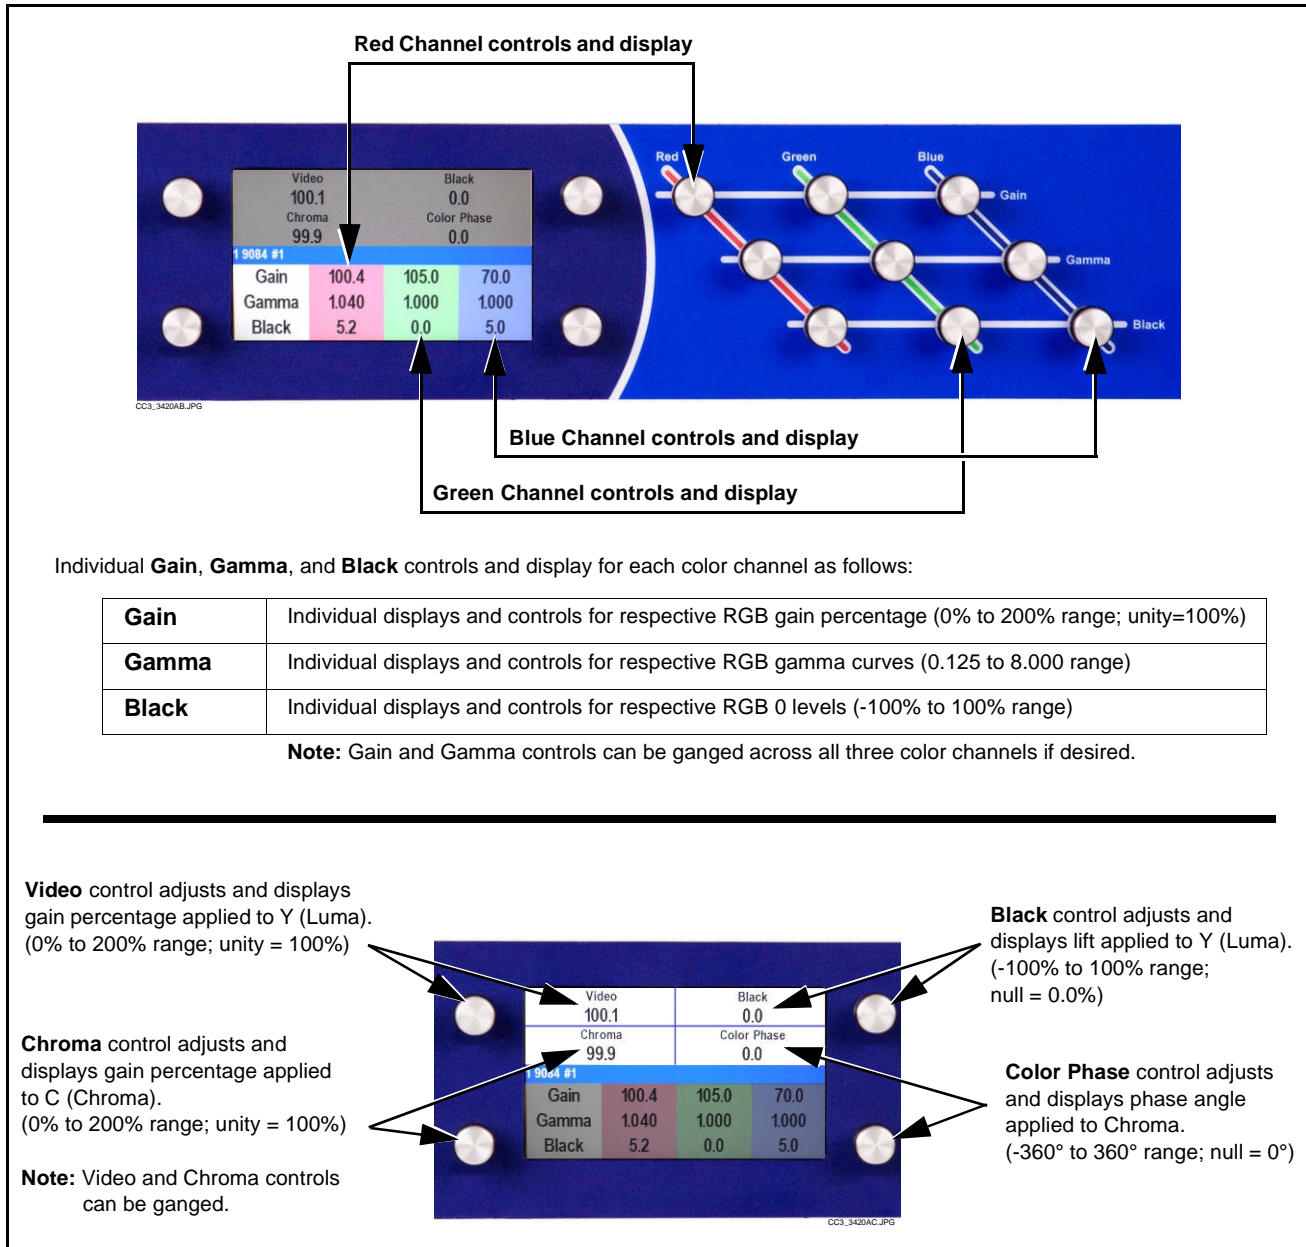 Red Channel controls and display
Video
100.1
Black
0.0
Chroma
99.9
Color Phase
0.0
1 9084 #1
Gain 100.4 105.0 70.0
Gamma 1.040 1.000 1.000
Black 5.2 0.0 5.0
Red
Green
Blue
Gain
Gamma
Black
CC3_3420AB.JPG
Blue Channel controls and display
Green Channel controls and display
Individual Gain, Gamma, and Black controls and display for each color channel as follows:
Gain Individual displays and controls for respective RGB gain percentage (0% to 200% range; unity=100%)
Gamma Individual displays and controls for respective RGB gamma curves (0.125 to 8.000 range)
Black Individual displays and controls for respective RGB 0 levels (-100% to 100% range)
Note: Gain and Gamma controls can be ganged across all three color channels if desired.
Video control adjusts and displays
gain percentage applied to Y (Luma).
(0% to 200% range; unity = 100%)
Chroma control adjusts and
displays gain percentage applied
to C (Chroma).
(0% to 200% range; unity = 100%)
Note: Video and Chroma controls
can be ganged.
Video
100.1
Black
0.0
Chroma
99.9
Color Phase
0.0
1 9084 #1
Gain 100.4 105.0 70.0
Gamma 1.040 1.000 1.000
Black 5.2 0.0 5.0
Black control adjusts and
displays lift applied to Y (Luma).
(-100% to 100% range;
null = 0.0%)
Color Phase control adjusts
and displays phase angle
applied to Chroma.
(-360° to 360° range; null = 0°)
CC3_3420AC.JPG